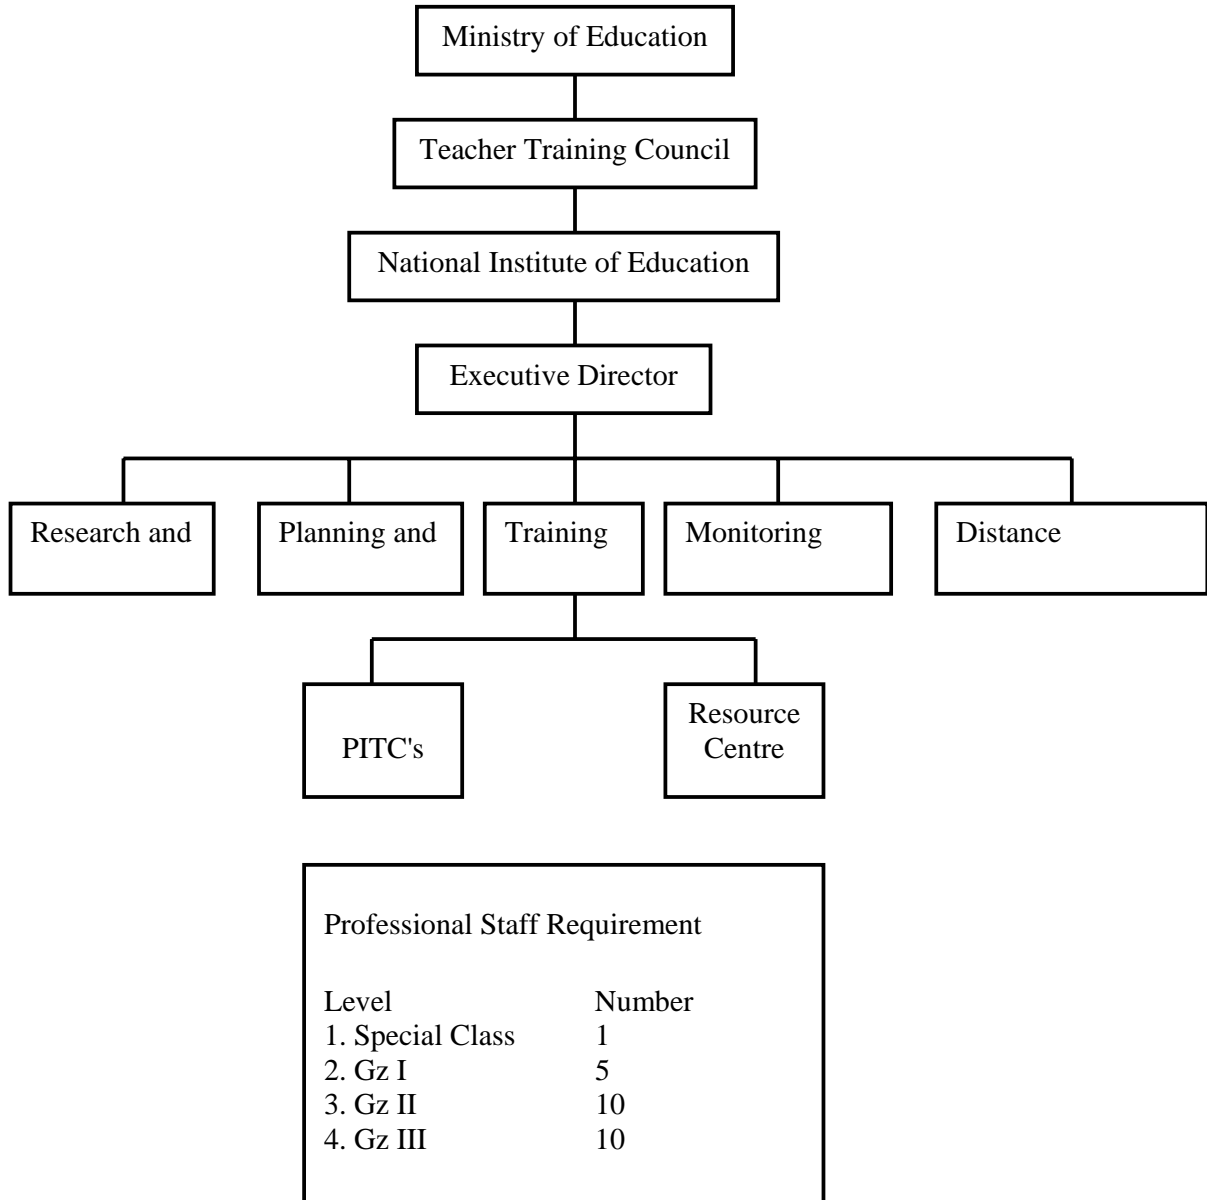 Ministry of Education
Teacher Training Council
National Institute of Education
Executive Director
Research and
Planning and
Training
Monitoring
Distance
PITC's
Resource
Centre
Professional Staff Requirement
Level Number
1. Special Class 1
2. Gz I 5
3. Gz II 10
4. Gz III 10